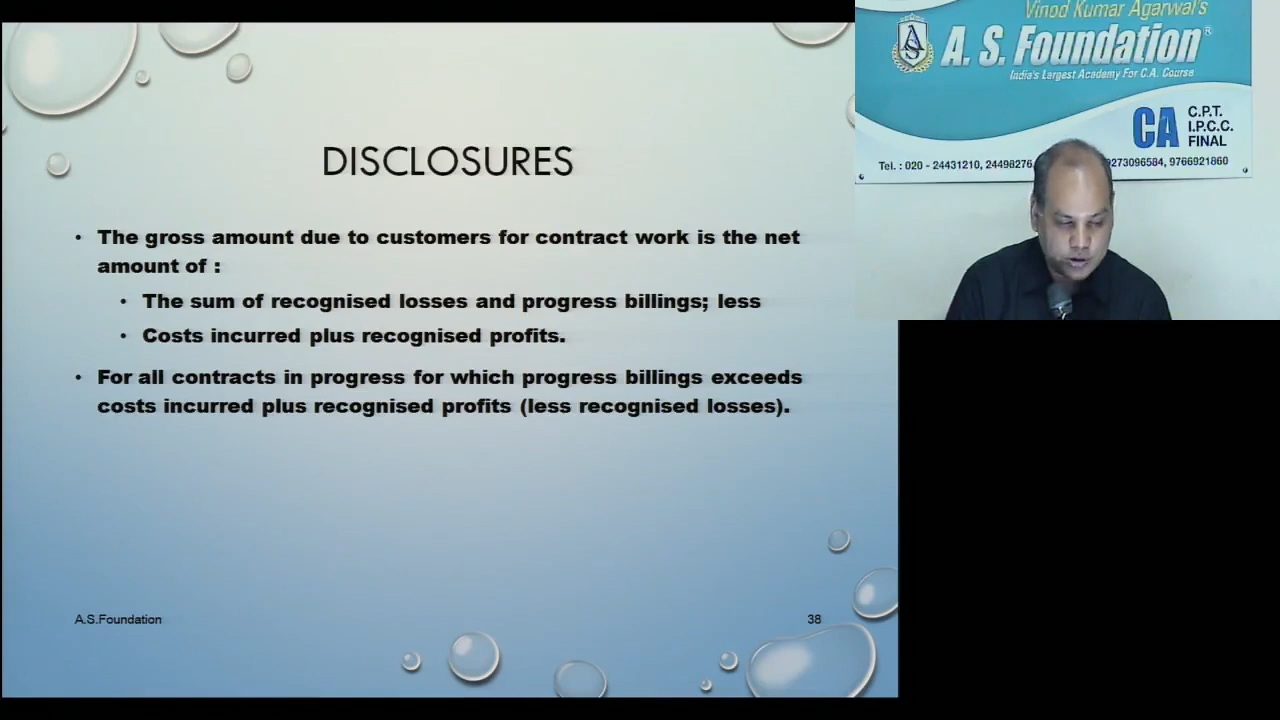 DISCLOSURES
• The gross amount due to customers for contract work is the net
amount of :
• The sum of recognised losses and progress billings; less
• Costs incurred plus recognised profits.
• For all contracts in progress for which progress billings exceeds
costs incurred plus recognised profits (less recognised losses).
A.S.Foundation
38
Vinod Kumar Agarwal's
AS
A. S. Foundation®
India's Largest Academy For C.A. Course
CA
C.P.T.
I.P.C.C.
FINAL
Tel. : 020 - 24431210, 24498276, 9273096584, 9766921860